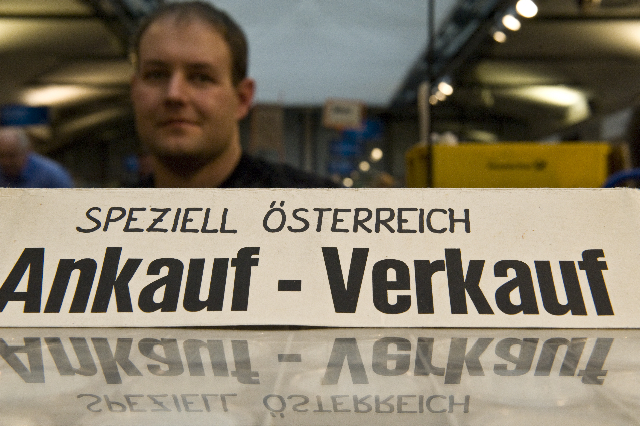 SPEZIELL ÖSTERREICH
Ankauf - Verkauf